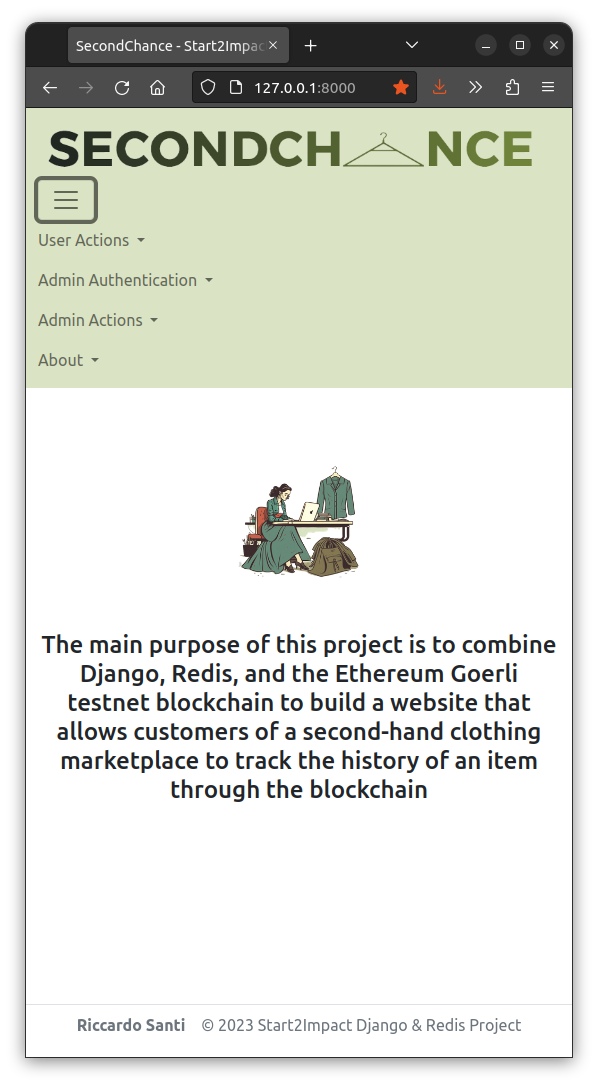 SecondChance - Start2Impac
127.0.0.1:8000
SECONDCHANCE
User Actions
Admin Authentication
Admin Actions
About
The main purpose of this project is to combine
Django, Redis, and the Ethereum Goerli
testnet blockchain to build a website that
allows customers of a second-hand clothing
marketplace to track the history of an item
through the blockchain
Riccardo Santi © 2023 Start2Impact Django & Redis Project